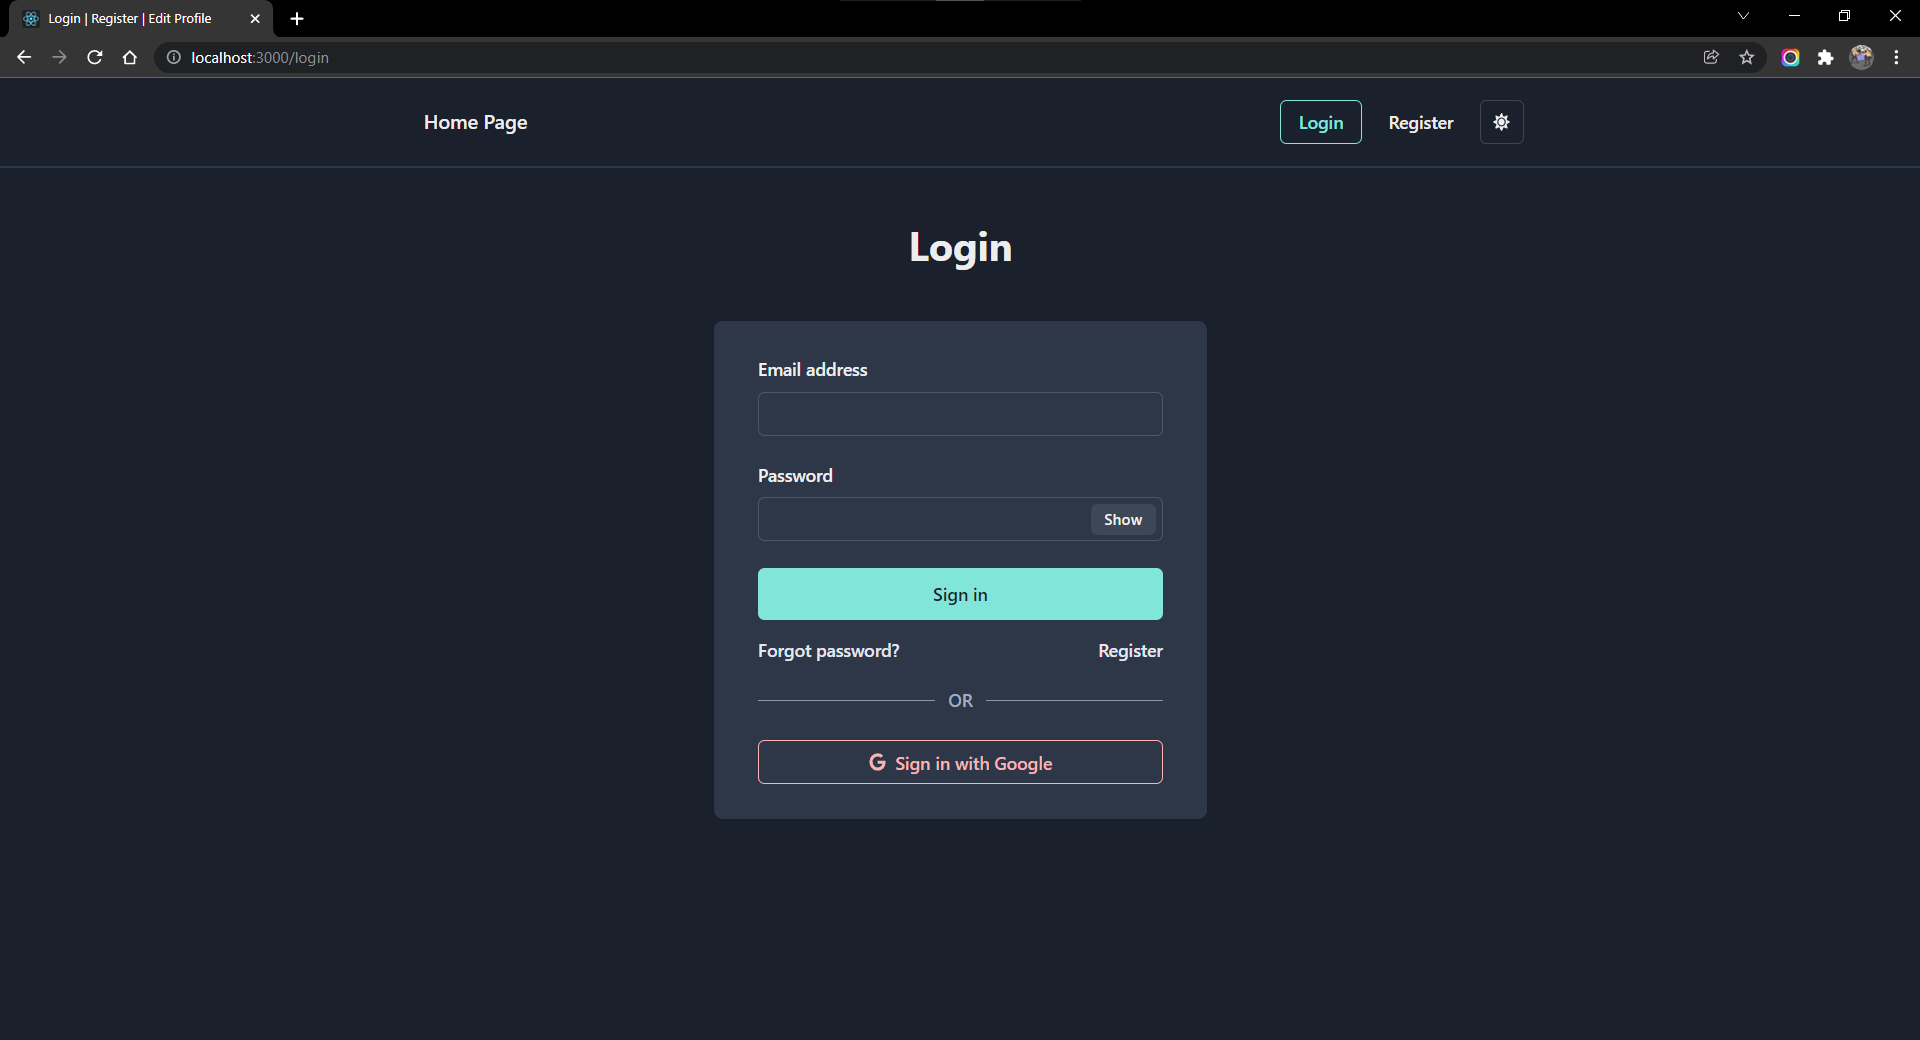 Login | Register | Edit Profile
localhost:3000/login
Home Page
Login
Register
Login
Email address
Password
Show
Sign in
Forgot password?
Register
OR
Sign in with Google